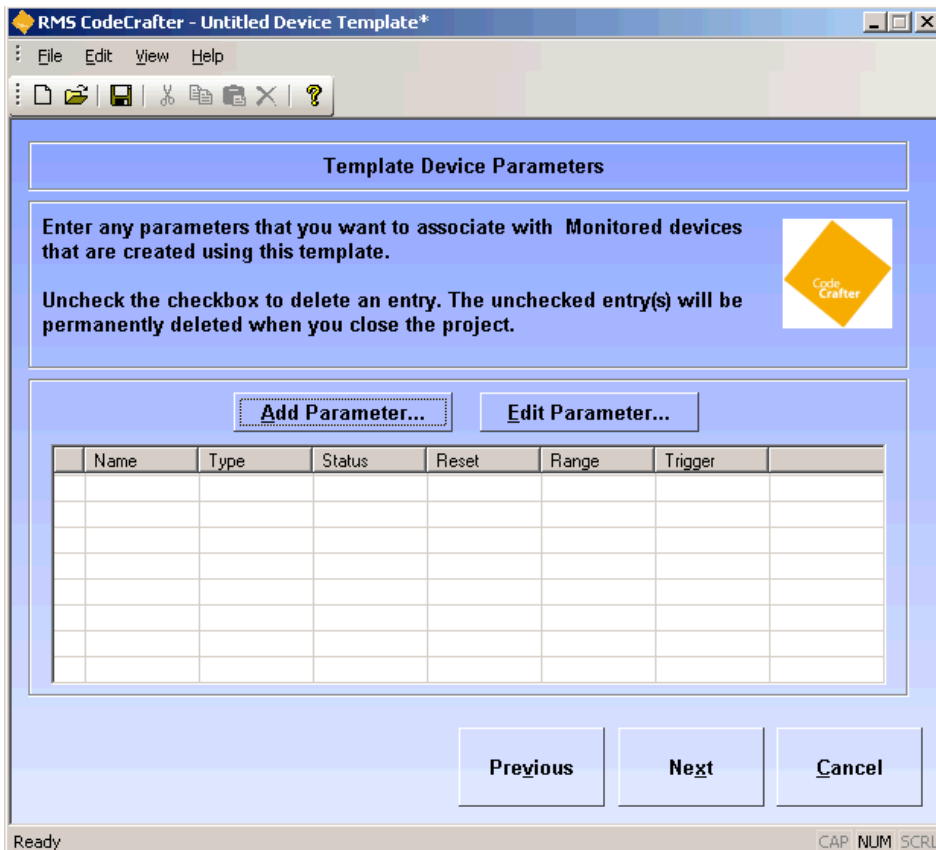 RMS CodeCrafter - Untitled Device Template*
File Edit View Help
Template Device Parameters
Enter any parameters that you want to associate with  Monitored devices
that are created using this template.
Uncheck the checkbox to delete an entry. The unchecked entry(s) will be
permanently deleted when you close the project.
Code
Crafter
Add Parameter... Edit Parameter...
Name Type Status Reset Range Trigger
Previous Next Cancel
Ready CAP NUM SCRL